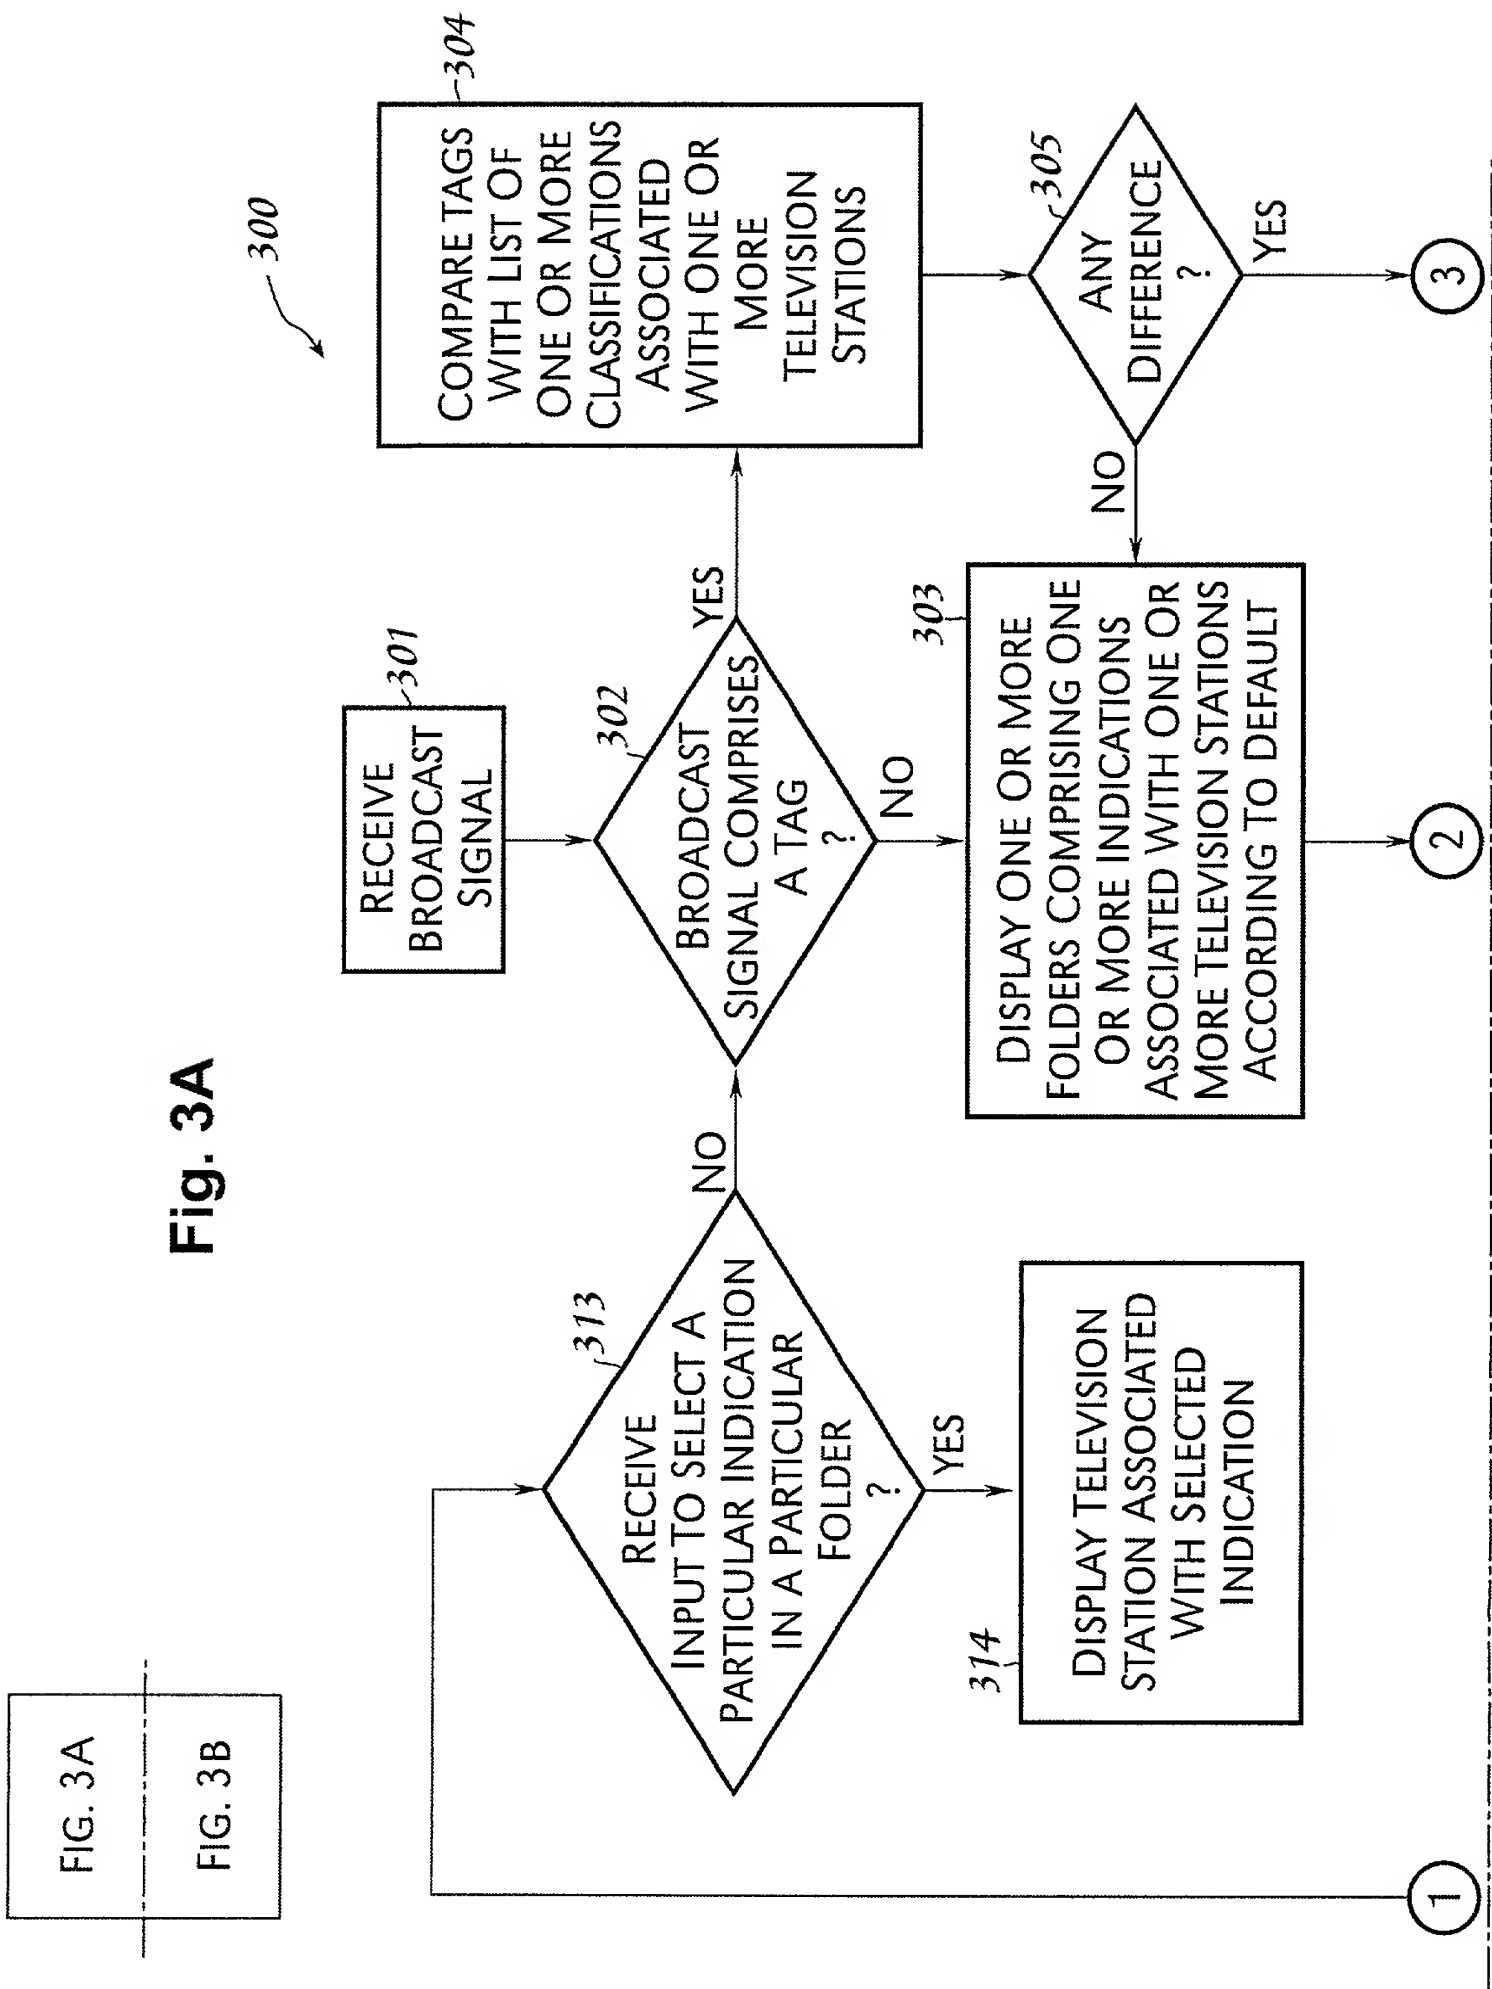 FIG. 3A
FIG. 3B
Fig. 3A
300
RECEIVE
BROADCAST
SIGNAL
301
BROADCAST
SIGNAL COMPRISES
A TAG
?
302
YES
NO
COMPARE TAGS
WITH LIST OF
ONE OR MORE
CLASSIFICATIONS
ASSOCIATED
WITH ONE OR
MORE
TELEVISION
STATIONS
304
ANY
DIFFERENCE
?
305
NO
YES
3
303
DISPLAY ONE OR MORE
FOLDERS COMPRISING ONE
OR MORE INDICATIONS
ASSOCIATED WITH ONE OR
MORE TELEVISION STATIONS
ACCORDING TO DEFAULT
2
RECEIVE
INPUT TO SELECT A
PARTICULAR INDICATION
IN A PARTICULAR
FOLDER
?
313
NO
YES
314
DISPLAY TELEVISION
STATION ASSOCIATED
WITH SELECTED
INDICATION
1